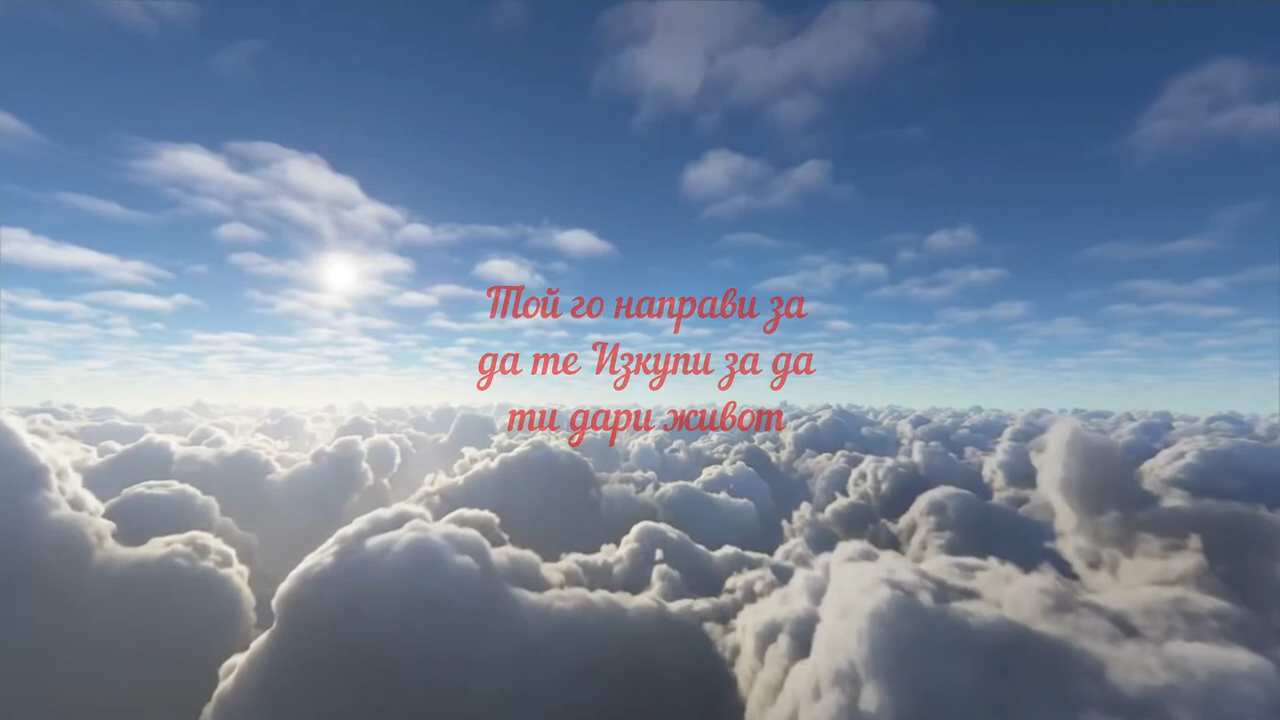 Той го направи за
да те Изкупи за да
ти дари живот